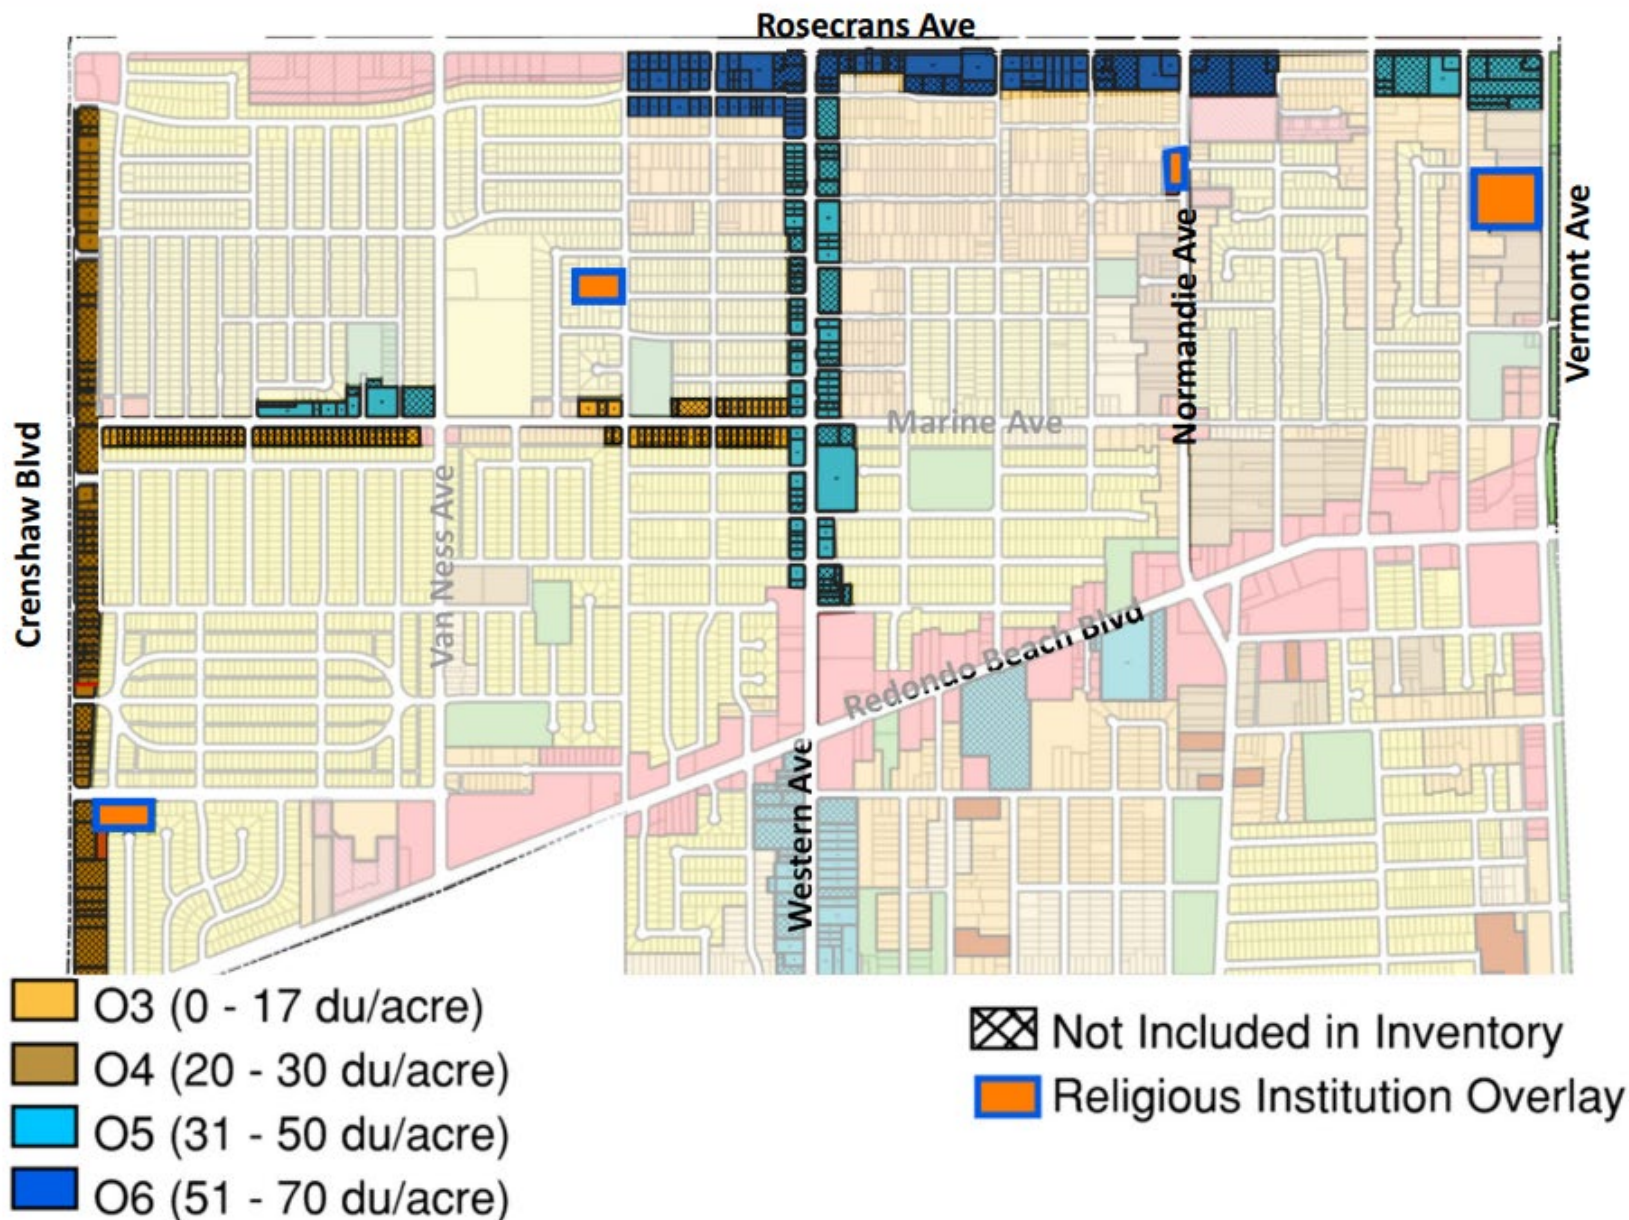 Rosecrans Ave
Crenshaw Blvd
Van Ness Ave
Western Ave
Marine Ave
Redondo Beach Blvd
Normandie Ave
Vermont Ave
O3 (0 - 17 du/acre)
O4 (20 - 30 du/acre)
O5 (31 - 50 du/acre)
O6 (51 - 70 du/acre)
Not Included in Inventory
Religious Institution Overlay